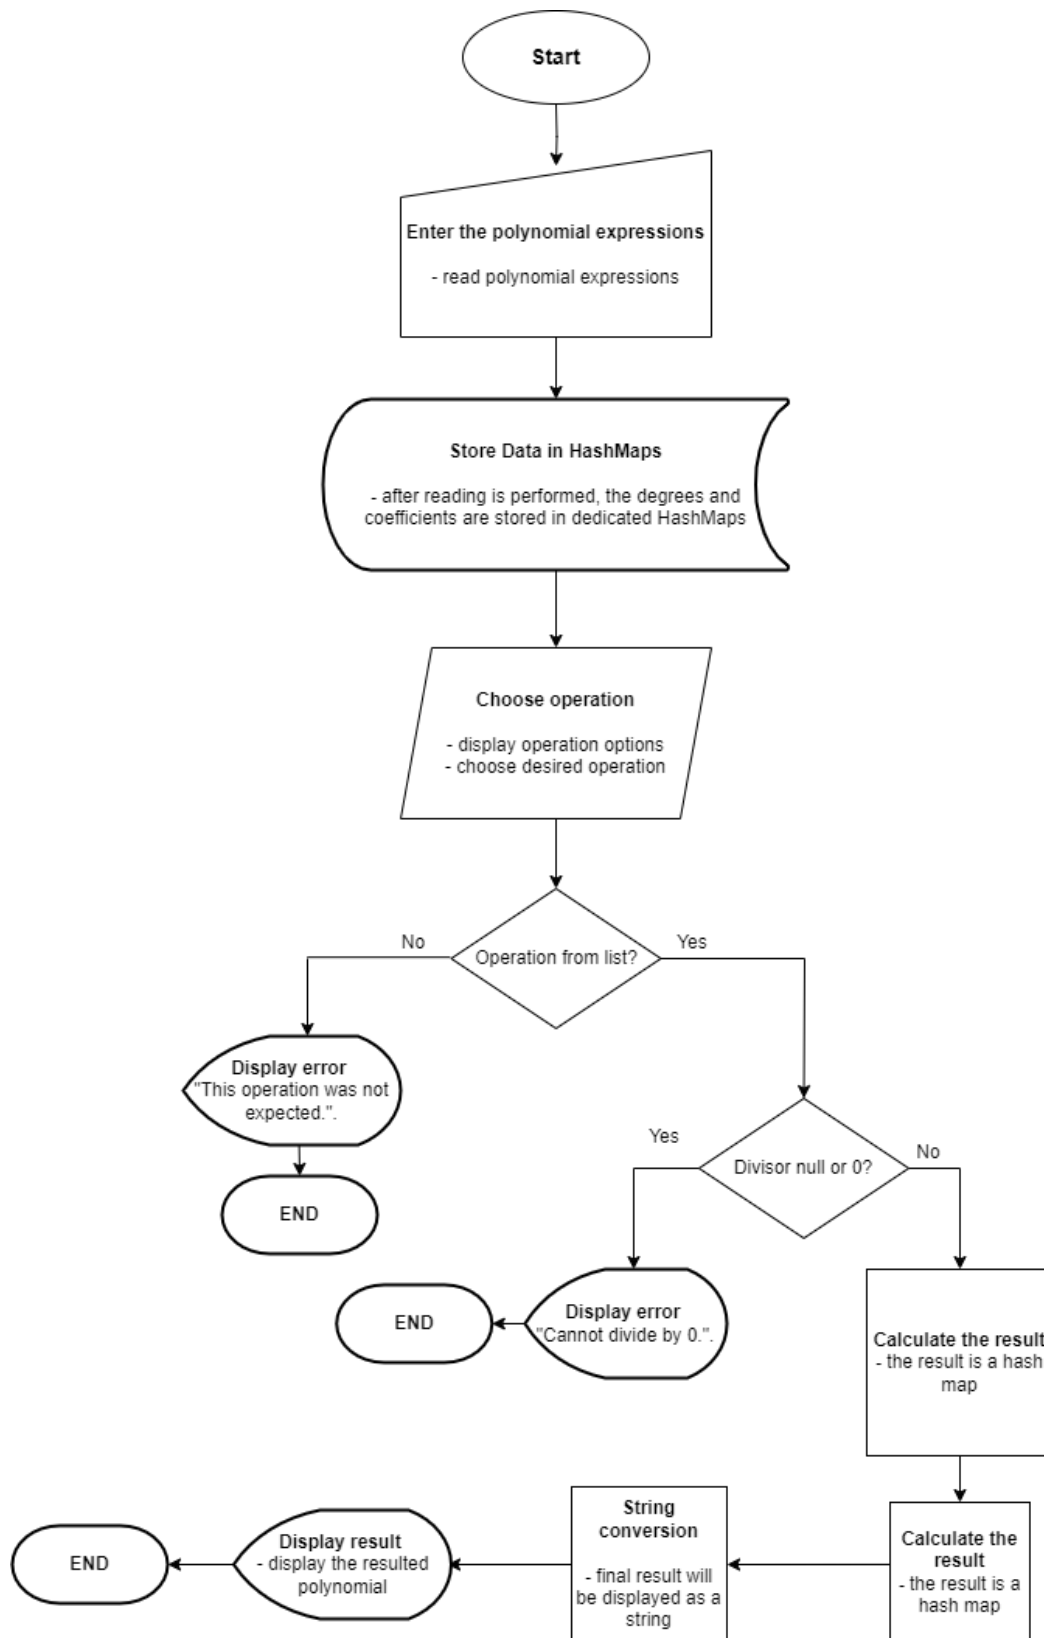 Start
Enter the polynomial expressions
- read polynomial expressions
Store Data in HashMaps
- after reading is performed, the degrees and
coefficients are stored in dedicated HashMaps
Choose operation
- display operation options
- choose desired operation
No
Operation from list?
Yes
Display error
"This operation was not
expected.".
END
Yes
Divisor null or 0?
No
END
Display error
"Cannot divide by 0.".
Calculate the result
- the result is a hash
map
END
Display result
- display the resulted
polynomial
String
conversion
- final result will
be displayed as a
string
Calculate the
result
- the result is a
hash map